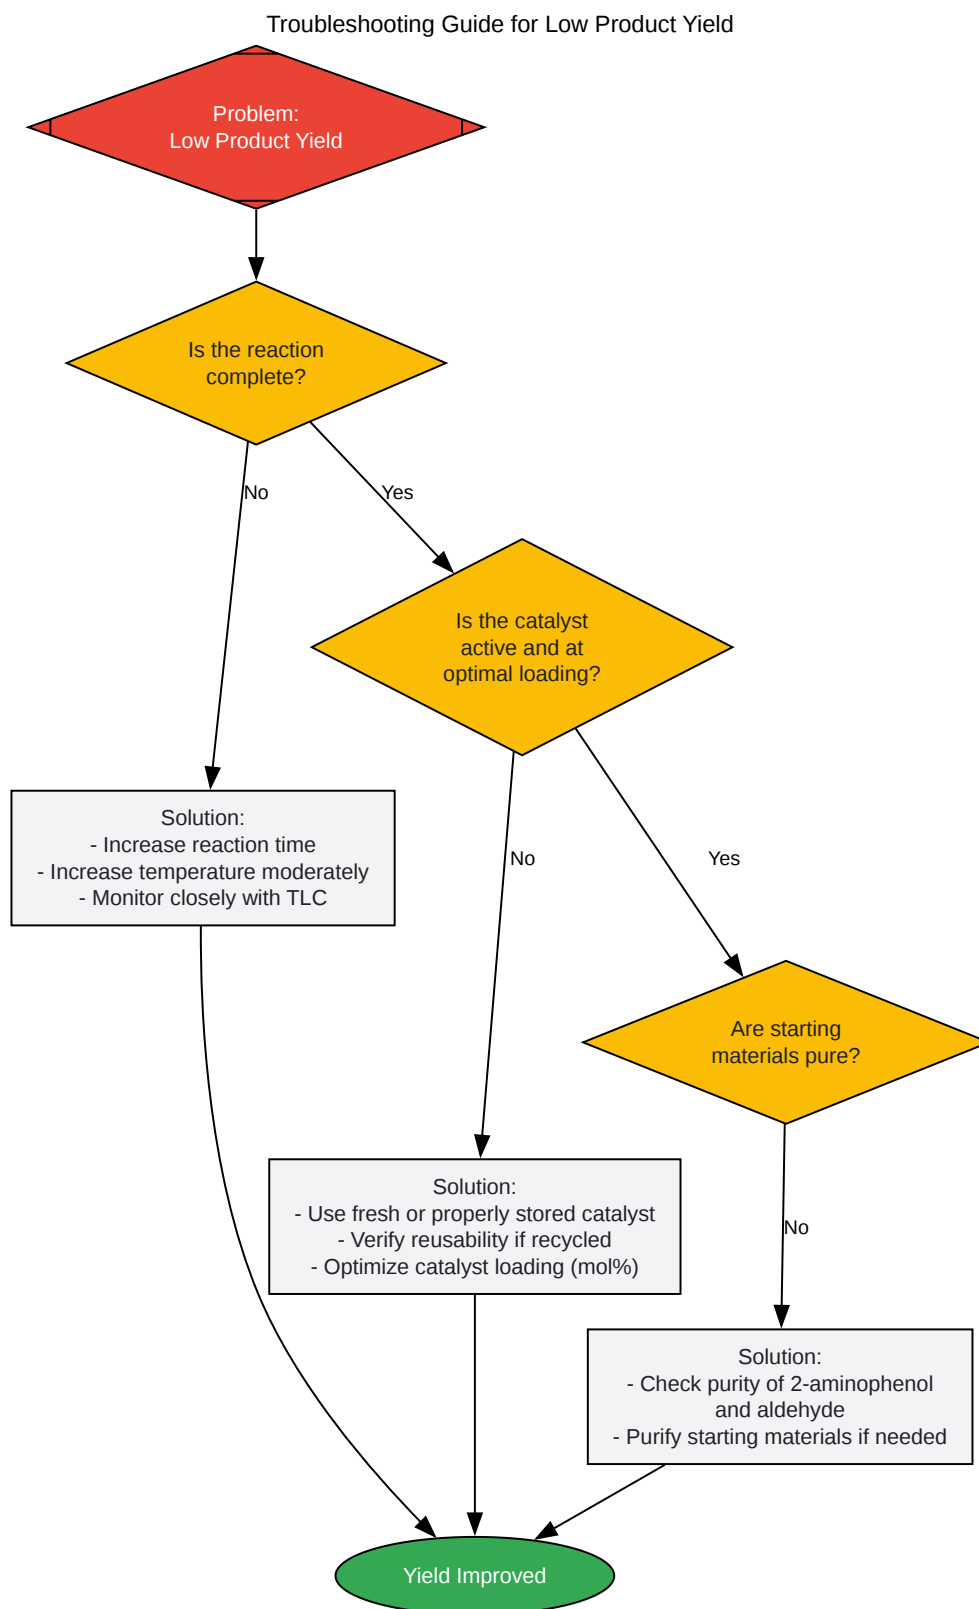 Troubleshooting Guide for Low Product Yield
Problem:
Low Product Yield
Is the reaction
complete?
No
Yes
Is the catalyst
active and at
optimal loading?
Solution:
- Increase reaction time
- Increase temperature moderately
- Monitor closely with TLC
No
Yes
Are starting
materials pure?
Solution:
- Use fresh or properly stored catalyst
- Verify reusability if recycled
- Optimize catalyst loading (mol%)
No
Solution:
- Check purity of 2-aminophenol
and aldehyde
- Purify starting materials if needed
Yield Improved